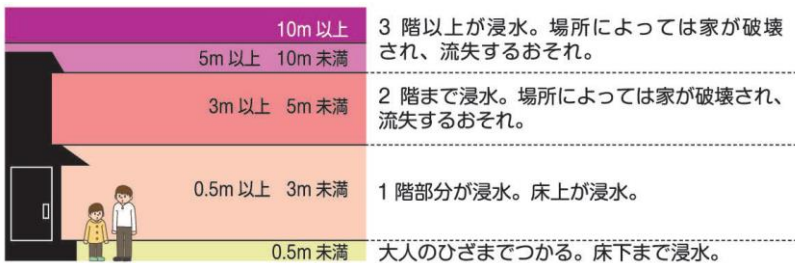 10m 以上
3 階以上が浸水。場所によっては家が破壊
され、流失するおそれ。
5m 以上 10m 未満
3m 以上 5m 未満
2 階まで浸水。場所によっては家が破壊され、
流失するおそれ。
0.5m 以上 3m 未満
1 階部分が浸水。床上が浸水。
0.5m 未満
大人のひざまでつかる。床下まで浸水。